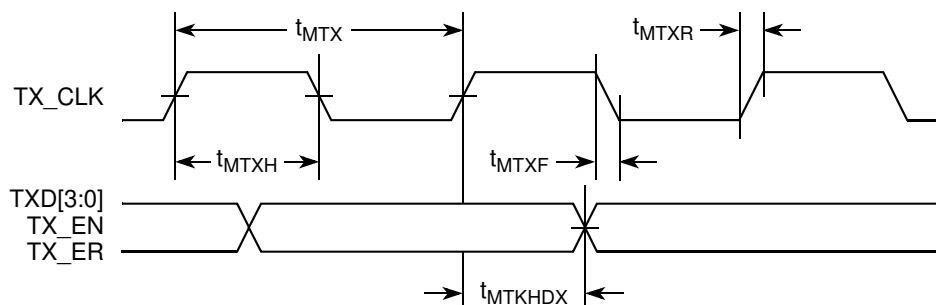 tMTX
tMTXR
TX_CLK
tMTXH
tMTXF
TXD[3:0]
TX_EN
TX_ER
tMTKHDX